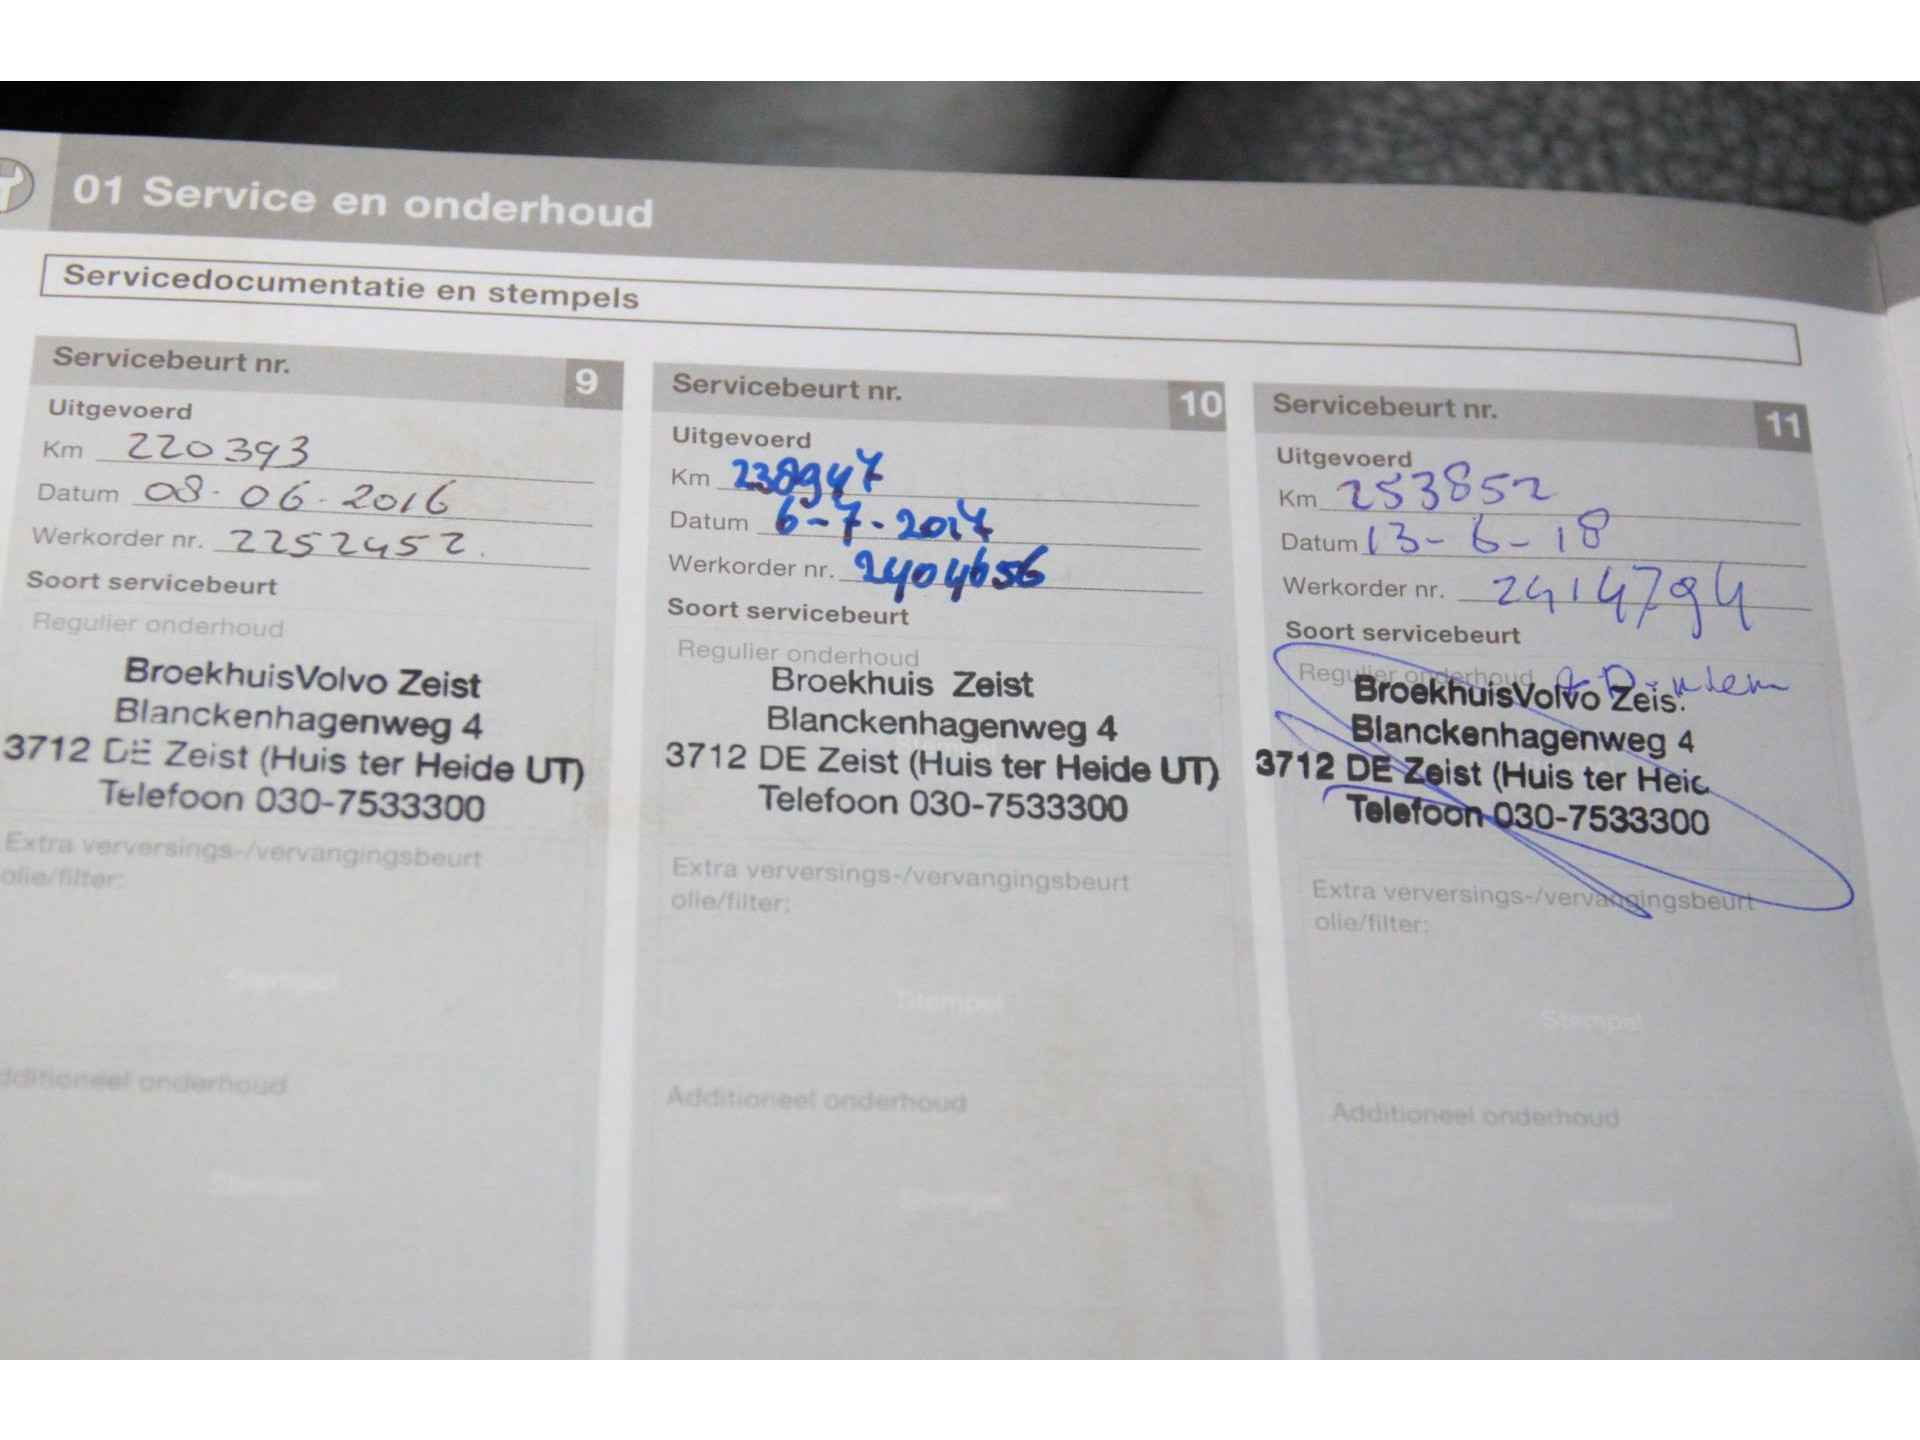 01 Service en onderhoud
Servicedocumentatie en stempels
Servicebeurt nr. 9
Uitgevoerd
Km 220393
Datum 08-06-2016
Werkorder nr. 2252452.
Soort servicebeurt
Regulier onderhoud
BroekhuisVolvo Zeist
Blanckenhagenweg 4
3712 DE Zeist (Huis ter Heide UT)
Telefoon 030-7533300
Extra verversings-/vervangingsbeurt
olie/filter:
Stempel
dditioneel onderhoud
Stempel
Servicebeurt nr. 10
Uitgevoerd
Km 238947
Datum 6-7-2017
Werkorder nr. 2404656
Soort servicebeurt
Regulier onderhoud
Broekhuis Zeist
Blanckenhagenweg 4
3712 DE Zeist (Huis ter Heide UT)
Telefoon 030-7533300
Extra verversings-/vervangingsbeurt
olie/filter:
Stempel
Additioneel onderhoud
Stempel
Servicebeurt nr. 11
Uitgevoerd
Km 253852
Datum 13-6-18
Werkorder nr. 2414794
Soort servicebeurt
Regulier onderhoud
BroekhuisVolvo Zeis
Blanckenhagenweg 4
3712 DE Zeist (Huis ter Heic
Telefoon 030-7533300
Extra verversings-/vervangingsbeurt
olie/filter:
Stempel
Additioneel onderhoud
Stempel